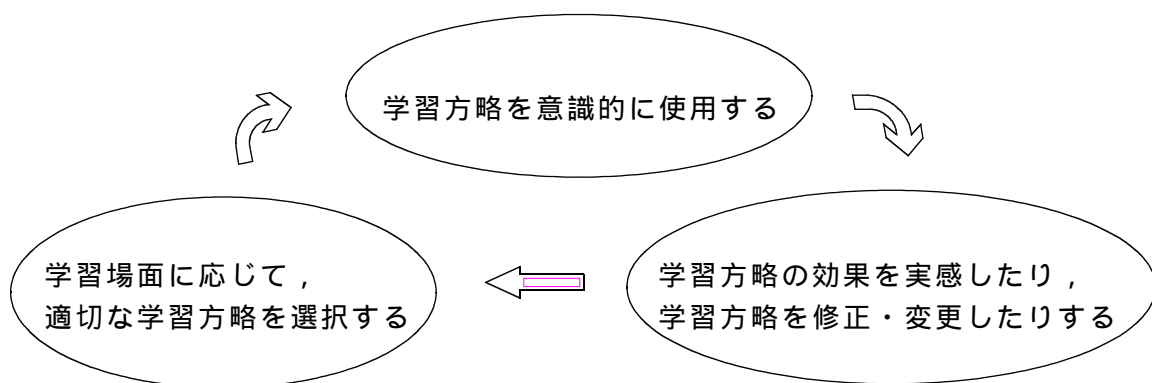 学習方略を意識的に使用する
学習場面に応じて，
適切な学習方略を選択する
学習方略の効果を実感したり，
学習方略を修正・変更したりする